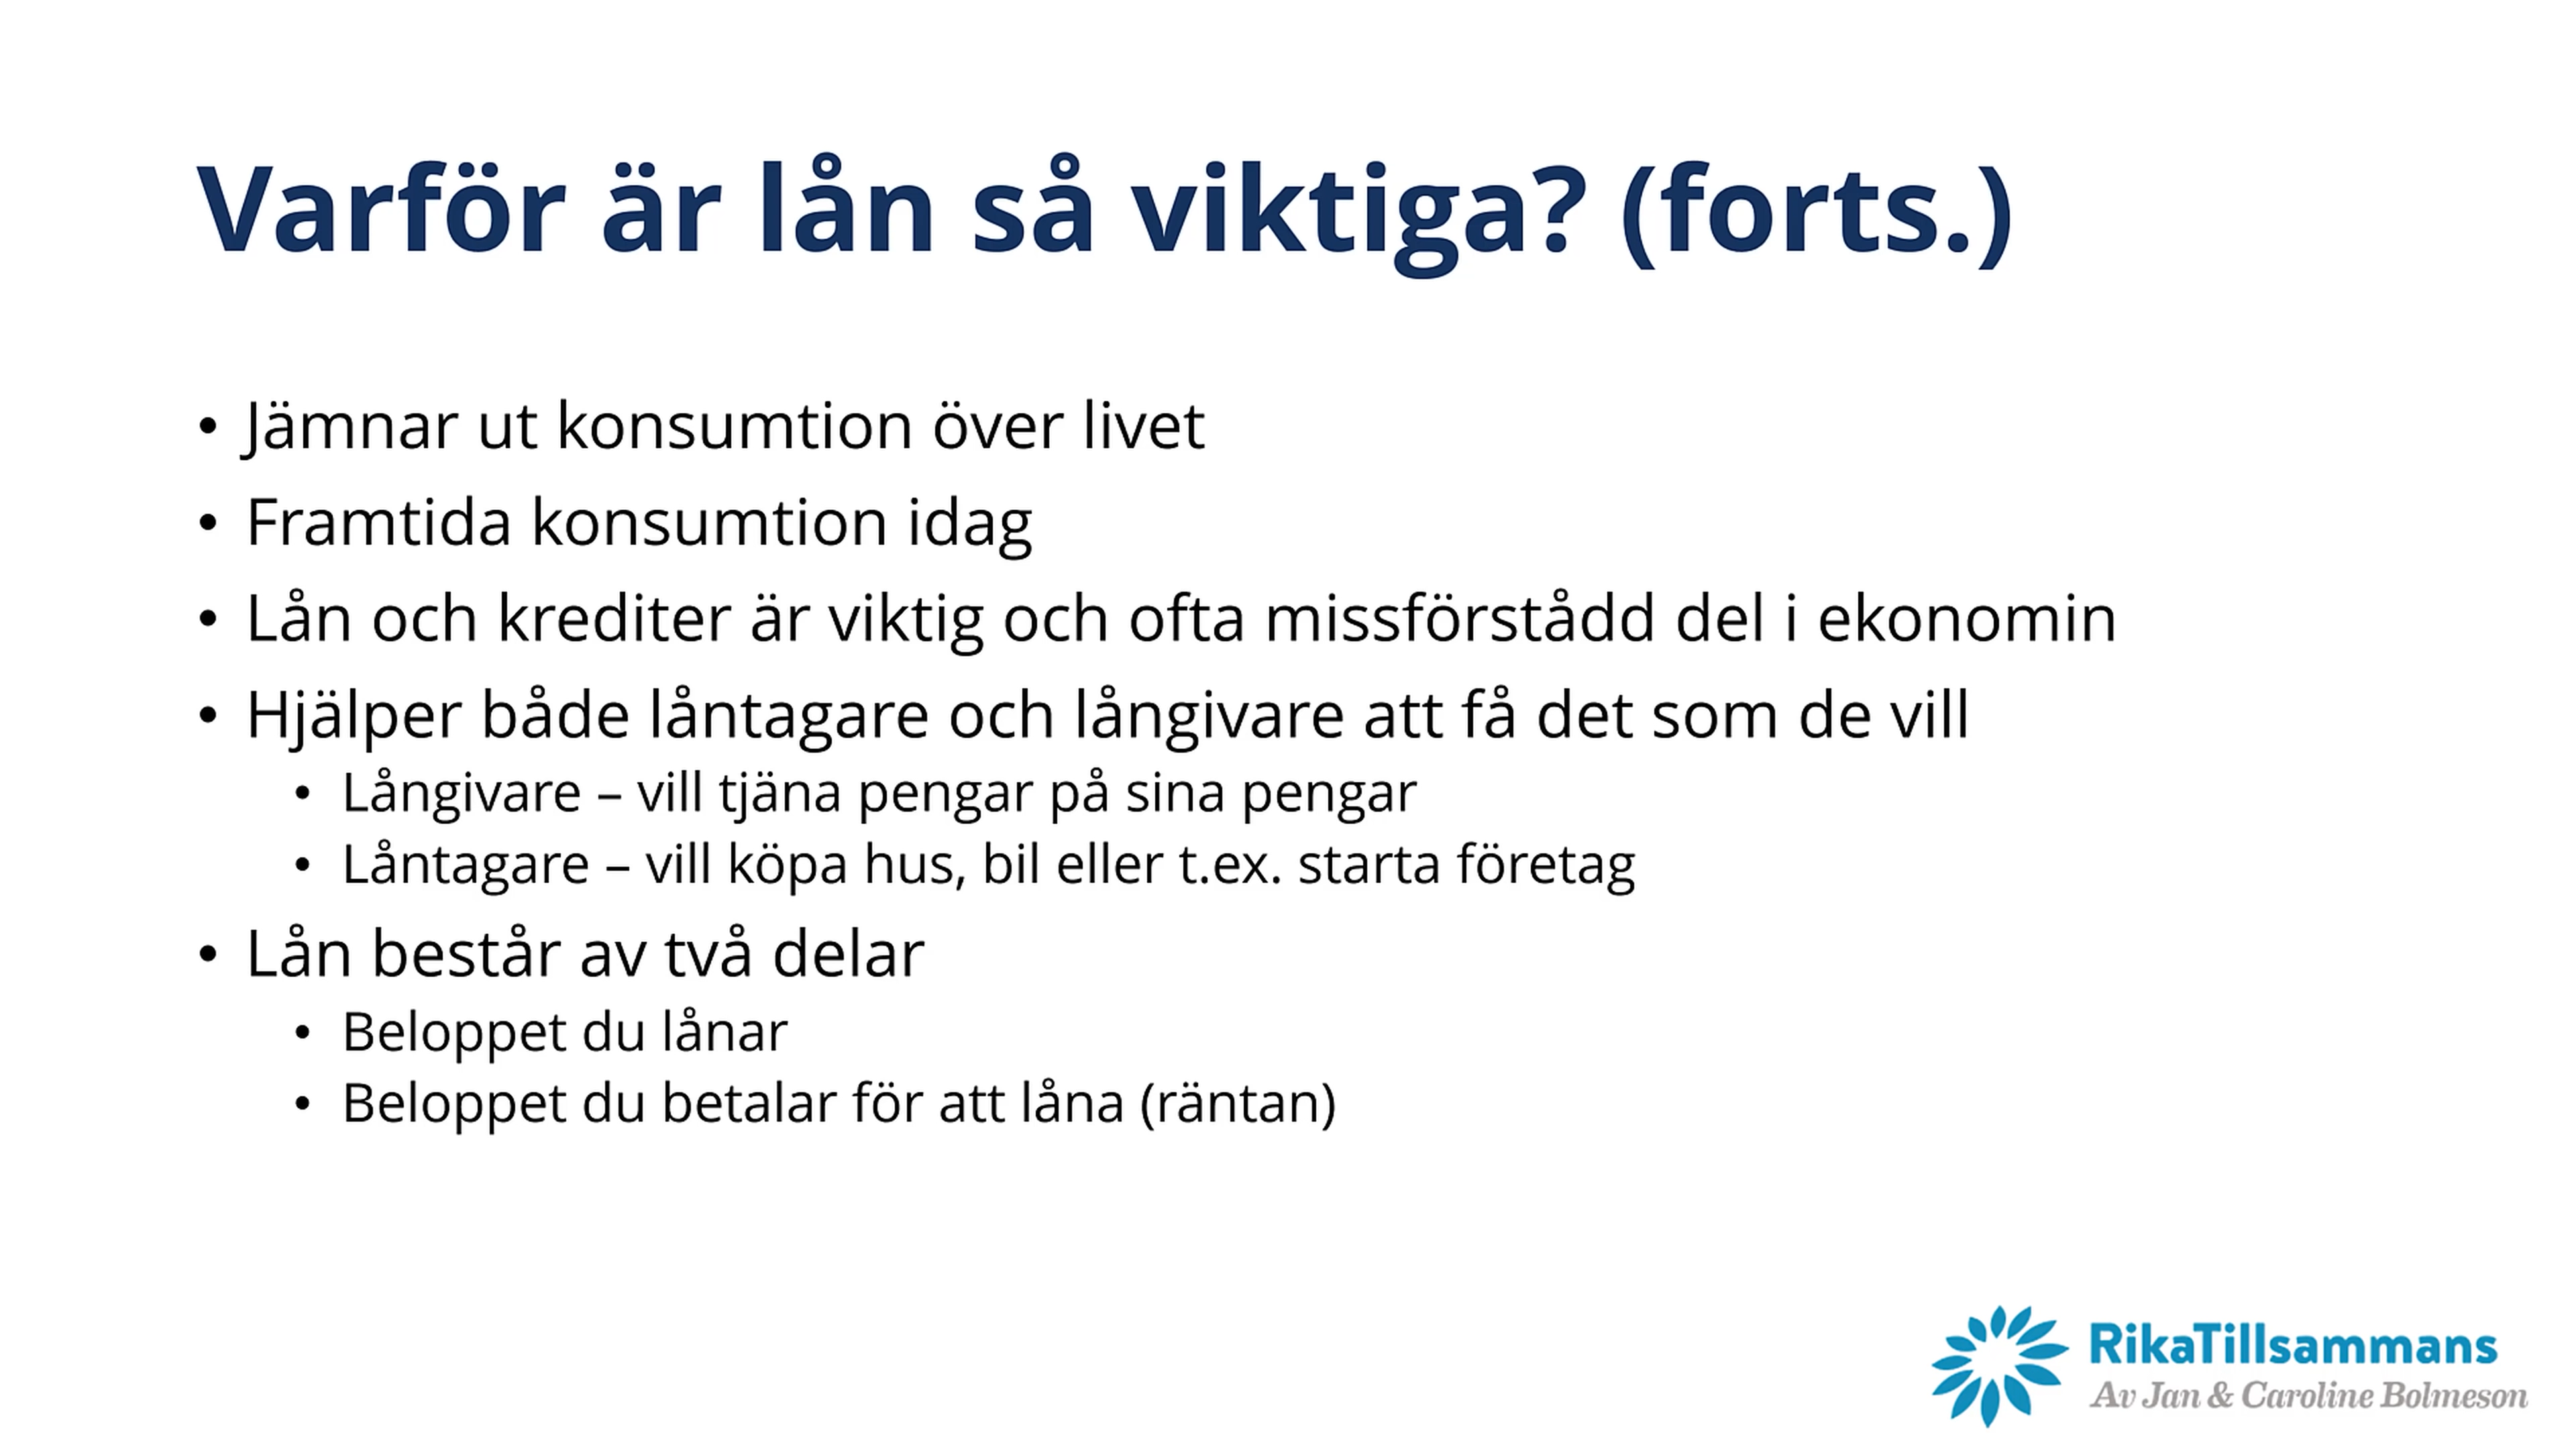 Varför är lån så viktiga? (forts.)
• Jämnar ut konsumtion över livet
• Framtida konsumtion idag
• Lån och krediter är viktig och ofta missförstådd del i ekonomin
• Hjälper både låntagare och långivare att få det som de vill
• Långivare – vill tjäna pengar på sina pengar
• Låntagare – vill köpa hus, bil eller t.ex. starta företag
• Lån består av två delar
• Beloppet du lånar
• Beloppet du betalar för att låna (räntan)
RikaTillsammans
Av Jan & Caroline Bolmeson